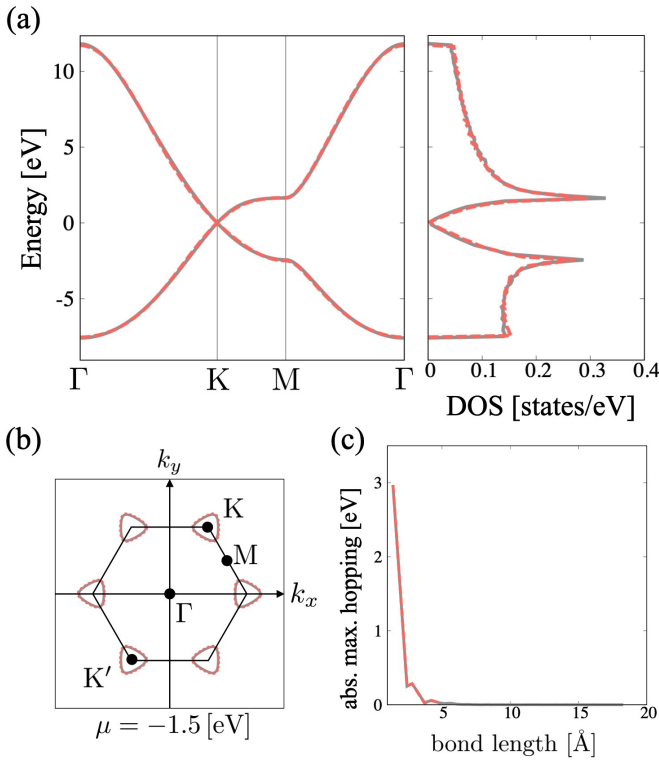 (a)
Energy [eV]
10
5
0
-5
Γ K M Γ
0 0.1 0.2 0.3 0.4
DOS [states/eV]
(b)
k_y
K
M
Γ
k_x
K′
μ = −1.5 [eV]
(c)
abs. max. hopping [eV]
3
2
1
0
5 10 15 20
bond length [Å]